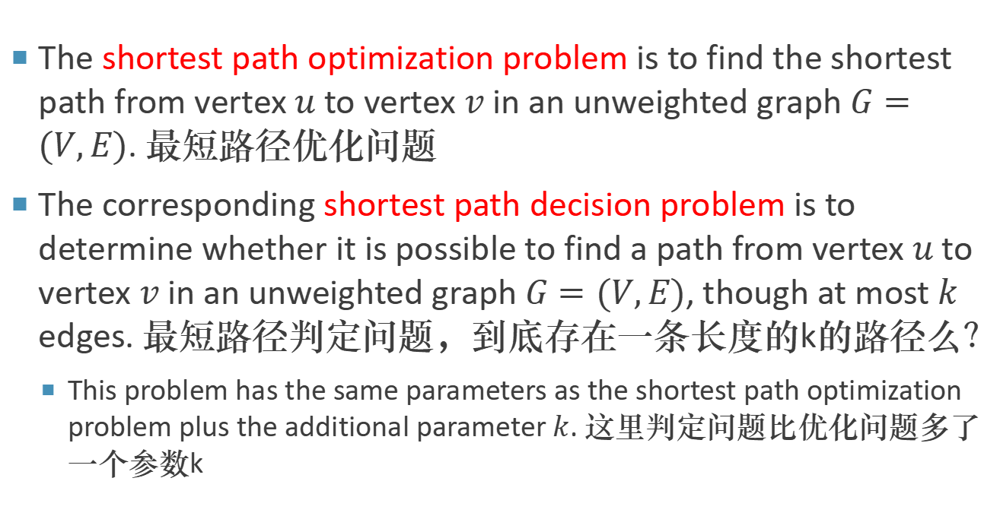 The shortest path optimization problem is to find the shortest
path from vertex u to vertex v in an unweighted graph G =
(V, E). 最短路径优化问题
The corresponding shortest path decision problem is to
determine whether it is possible to find a path from vertex u to
vertex v in an unweighted graph G = (V, E), though at most k
edges. 最短路径判定问题，到底存在一条长度的k的路径么？
This problem has the same parameters as the shortest path optimization
problem plus the additional parameter k. 这里判定问题比优化问题多了
一个参数k